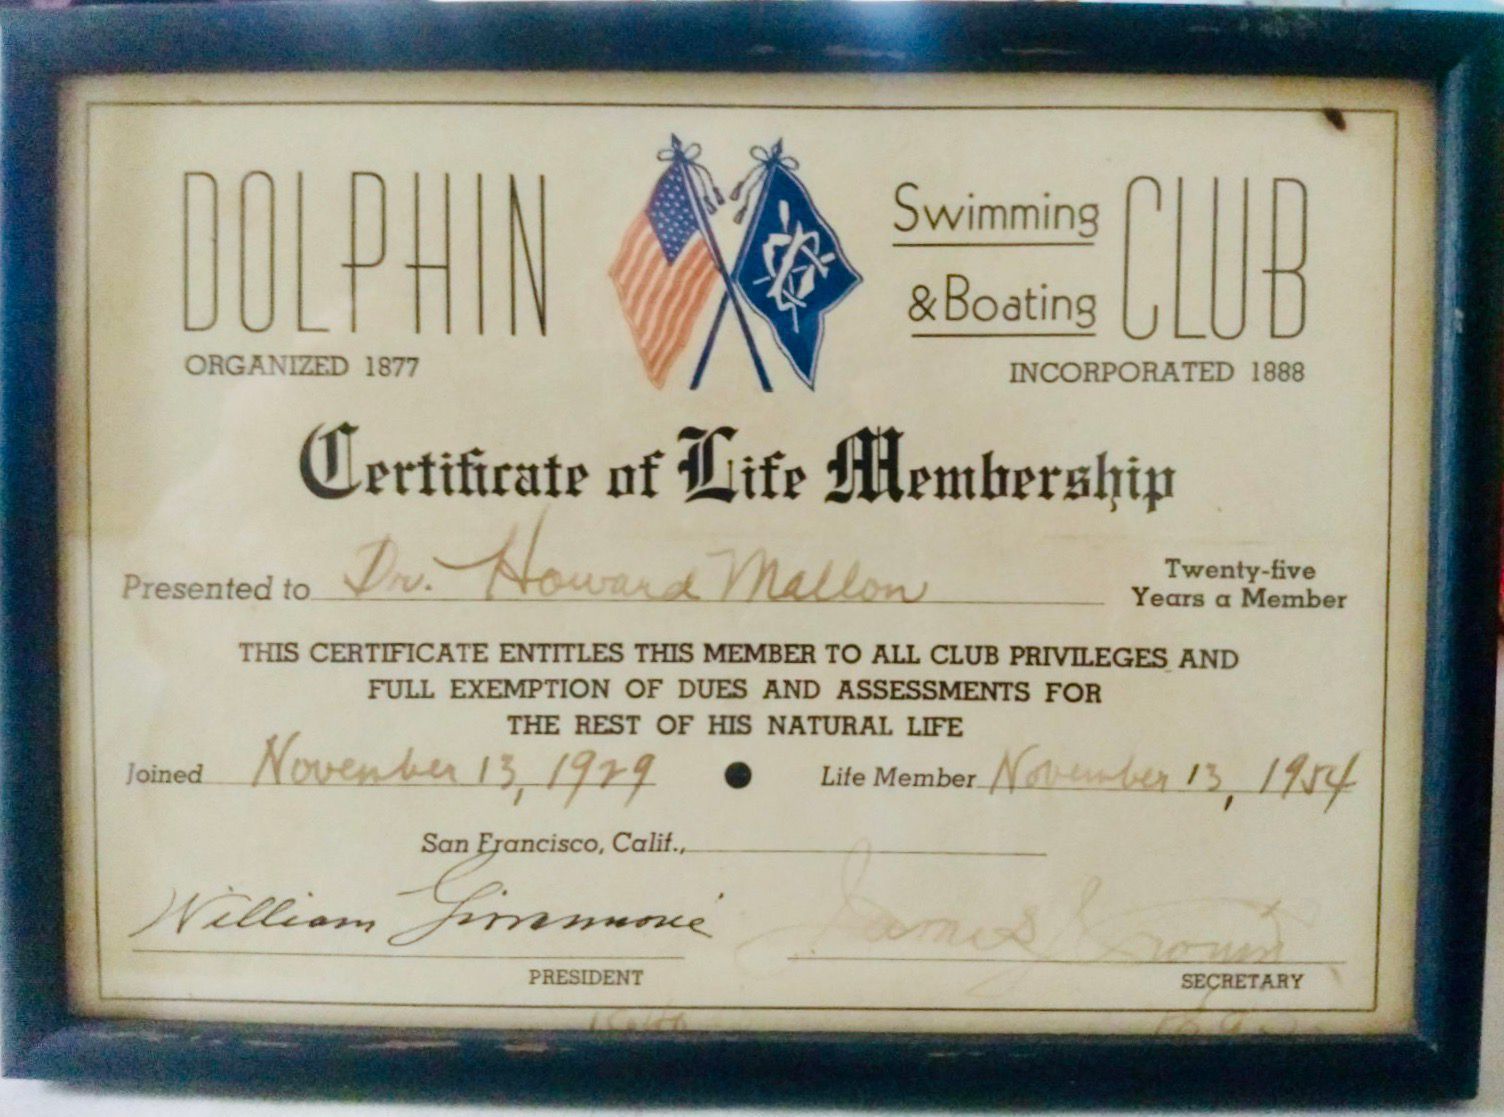 DOLPHIN Swimming & Boating CLUB
ORGANIZED 1877
INCORPORATED 1888
Certificate of Life Membership
Presented to Dr. Howard Mallon
Twenty-five
Years a Member
THIS CERTIFICATE ENTITLES THIS MEMBER TO ALL CLUB PRIVILEGES AND
FULL EXEMPTION OF DUES AND ASSESSMENTS FOR
THE REST OF HIS NATURAL LIFE
Joined November 13, 1929 Life Member November 13, 1954
San Francisco, Calif.,
William
James
PRESIDENT
SECRETARY